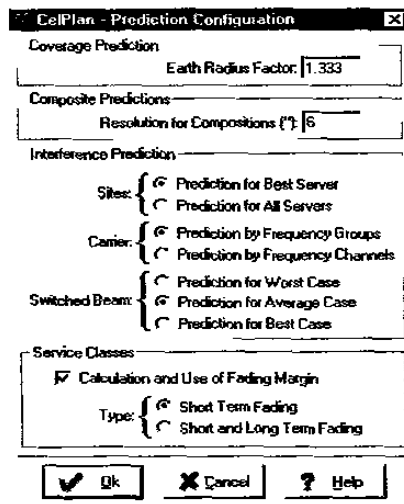 CelPlan - Prediction Configuration
Coverage Prediction
Earth Radius Factor: 1.333
Composite Predictions
Resolution for Compositions ("): 6
Interference Prediction
Sites:
Prediction for Best Server
Prediction for All Servers
Carrier:
Prediction by Frequency Groups
Prediction by Frequency Channels
Switched Beam:
Prediction for Worst Case
Prediction for Average Case
Prediction for Best Case
Service Classes
Calculation and Use of Fading Margin
Type:
Short Term Fading
Short and Long Term Fading
Ok Cancel Help